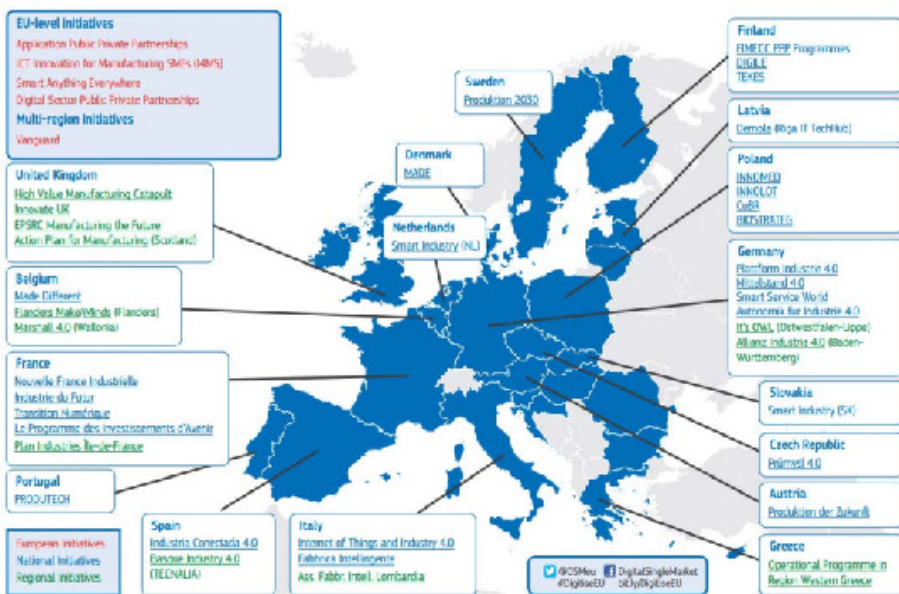 EU-level Initiatives
Application Public Private Partnerships
ICT Innovation for Manufacturing SMEs (I4MS)
Smart Anything Everywhere
Digital Sector Public Private Partnerships
Multi-region Initiatives
Vanguard
United Kingdom
High Value Manufacturing Catapult
Innovate UK
EPSRC Manufacturing the Future
Action Plan for Manufacturing (Scotland)
Belgium
Made Different
Flanders Make/Minds (Flanders)
Marshall 4.0 (Wallonia)
France
Nouvelle France Industrielle
Industrie du Futur
Transition Numérique
Le Programme des Investissements d'Avenir
Plan Industries Île-de-France
Portugal
PRODUTECH
European Initiatives
National Initiatives
Regional Initiatives
Spain
Industria Conectada 4.0
Basque Industry 4.0
(TECNALIA)
Italy
Internet of Things and Industry 4.0
Fabbrica Intelligente
Ass. Fabbr. Intell. Lombardia
Denmark
MADE
Netherlands
Smart Industry (NL)
Sweden
Produktion 2030
Finland
FIMECC PPP Programmes
DIGILE
TEKES
Latvia
Demola (Riga IT TechHub)
Poland
INNOMED
INNOLOT
CuBR
BIOSTRATEG
Germany
Plattform Industrie 4.0
Mittelstand 4.0
Smart Service World
Autonomik für Industrie 4.0
It's OWL (Ostwestfalen-Lippe)
Allianz Industrie 4.0 (Baden-
Württemberg)
Slovakia
Smart Industry (SK)
Czech Republic
Průmysl 4.0
Austria
Produktion der Zukunft
Greece
Operational Programme in
Region Western Greece
@DSMeu DigitalSingleMarket
#DigitiseEU bit.ly/DigitiseEU